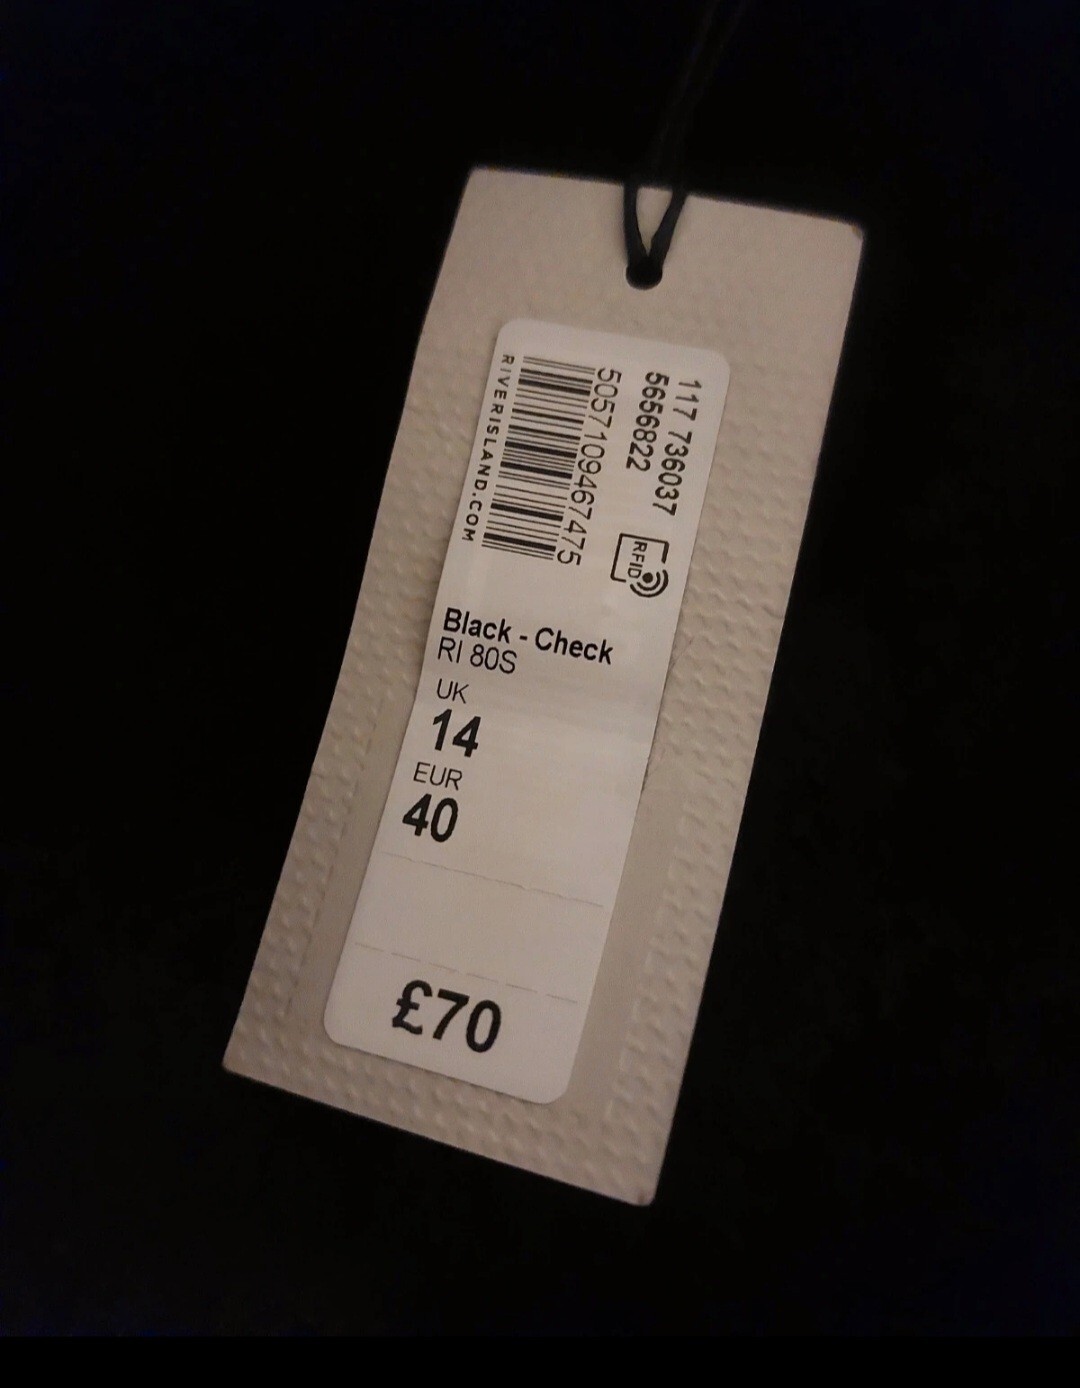 117 736037
5656822
RFID
5057109467475
RIVERISLAND.COM
Black - Check
RI 80S
UK
14
EUR
40
£70